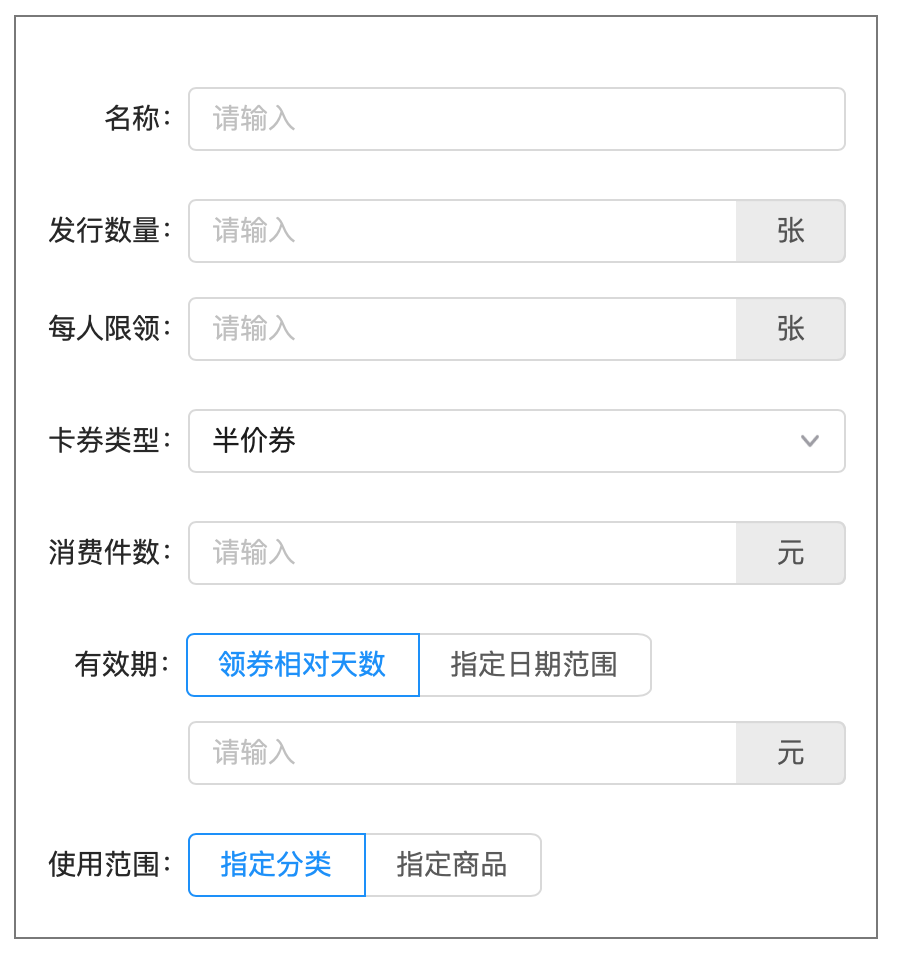 名称： 请输入
发行数量： 请输入 张
每人限领： 请输入 张
卡券类型： 半价券
消费件数： 请输入 元
有效期： 领券相对天数 指定日期范围
请输入 元
使用范围： 指定分类 指定商品